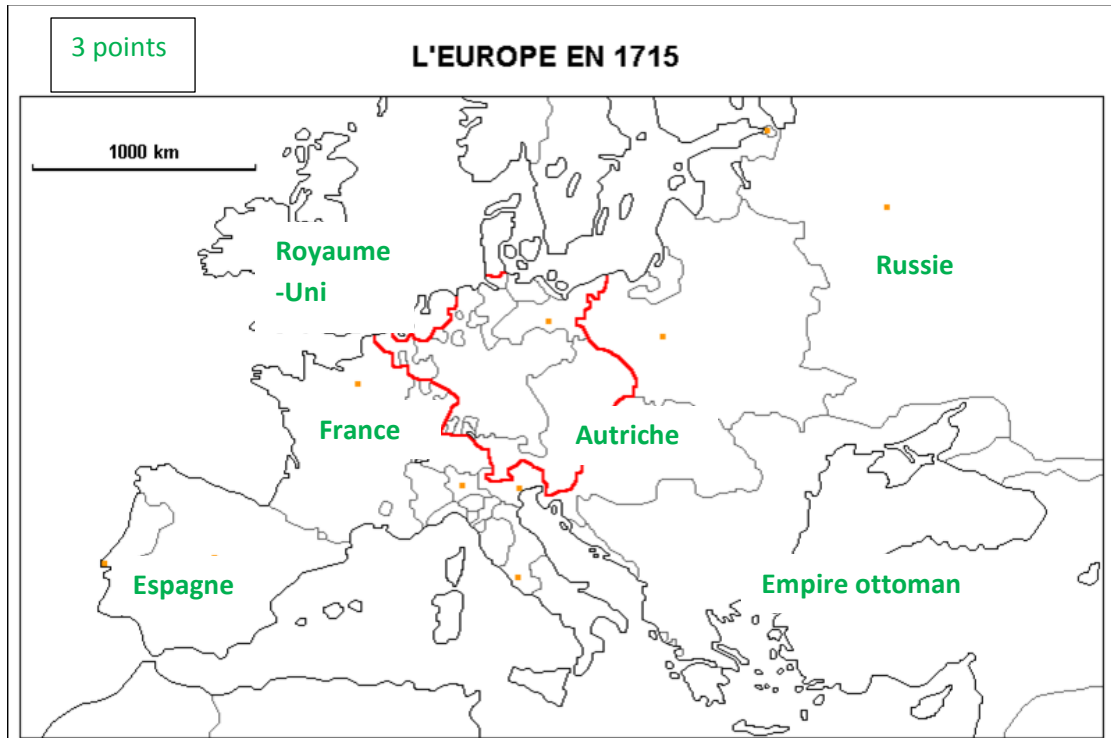 3 points
L'EUROPE EN 1715
1000 km
Royaume
-Uni
Russie
France
Autriche
Espagne
Empire ottoman